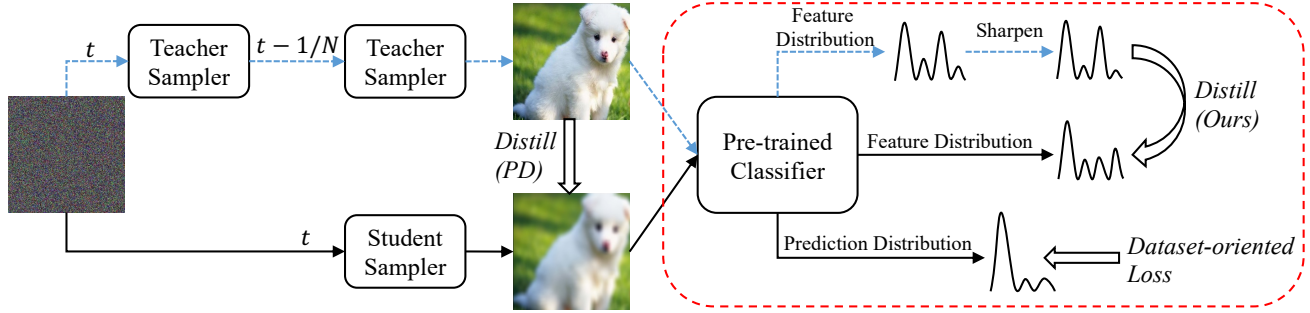 t
Teacher
Sampler
t − 1/N
Teacher
Sampler
Distill
(PD)
t
Student
Sampler
Feature
Distribution
Sharpen
Distill
(Ours)
Pre-trained
Classifier
Feature Distribution
Prediction Distribution
Dataset-oriented
Loss